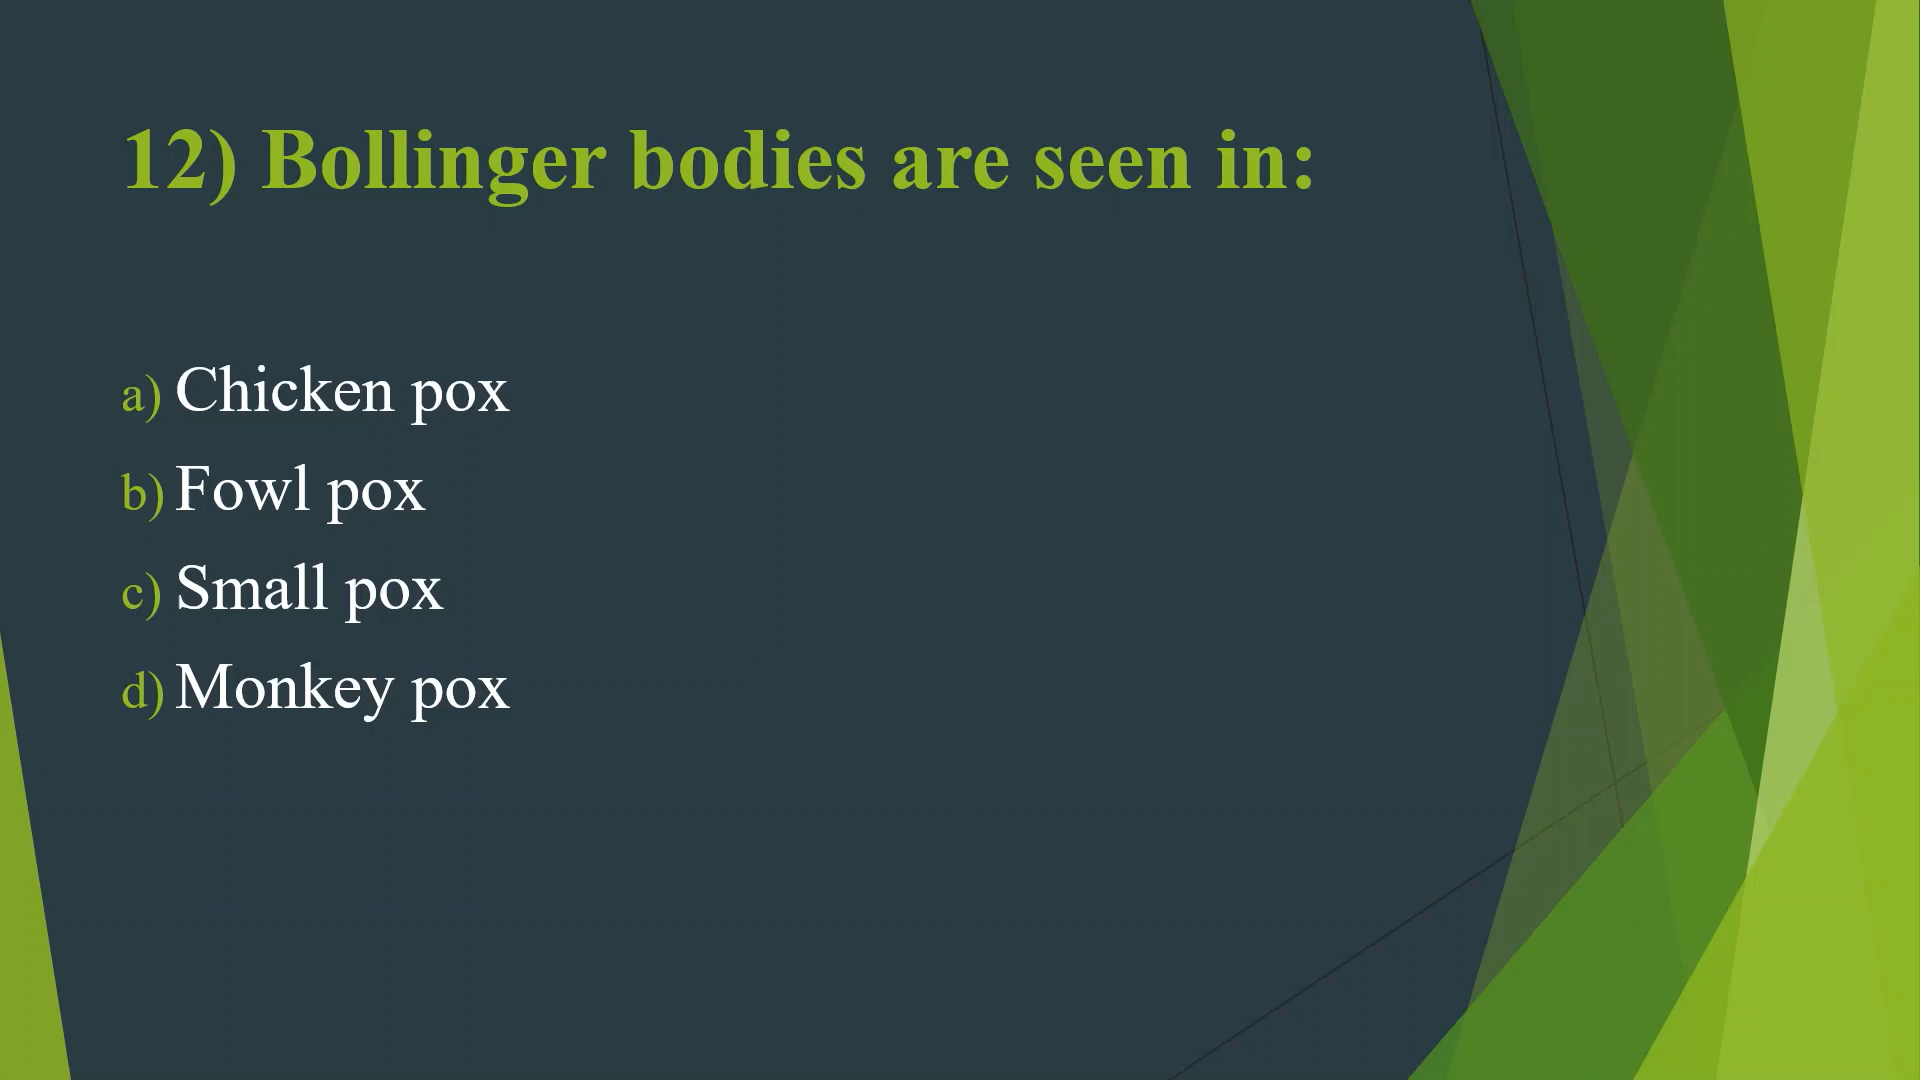 12) Bollinger bodies are seen in:
a) Chicken pox
b) Fowl pox
c) Small pox
d) Monkey pox